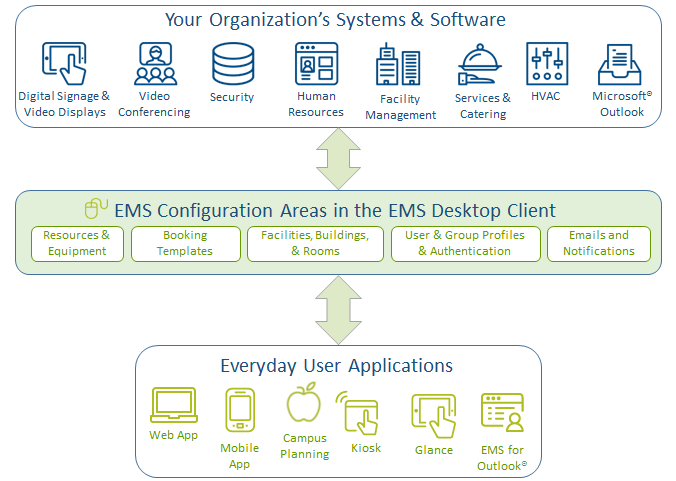 Your Organization's Systems & Software
Digital Signage &
Video Displays
Video
Conferencing
Security
Human
Resources
Facility
Management
Services &
Catering
HVAC
Microsoft®
Outlook
EMS Configuration Areas in the EMS Desktop Client
Resources &
Equipment
Booking
Templates
Facilities, Buildings,
& Rooms
User & Group Profiles
& Authentication
Emails and
Notifications
Everyday User Applications
Web App
Mobile
App
Campus
Planning
Kiosk
Glance
EMS for
Outlook®